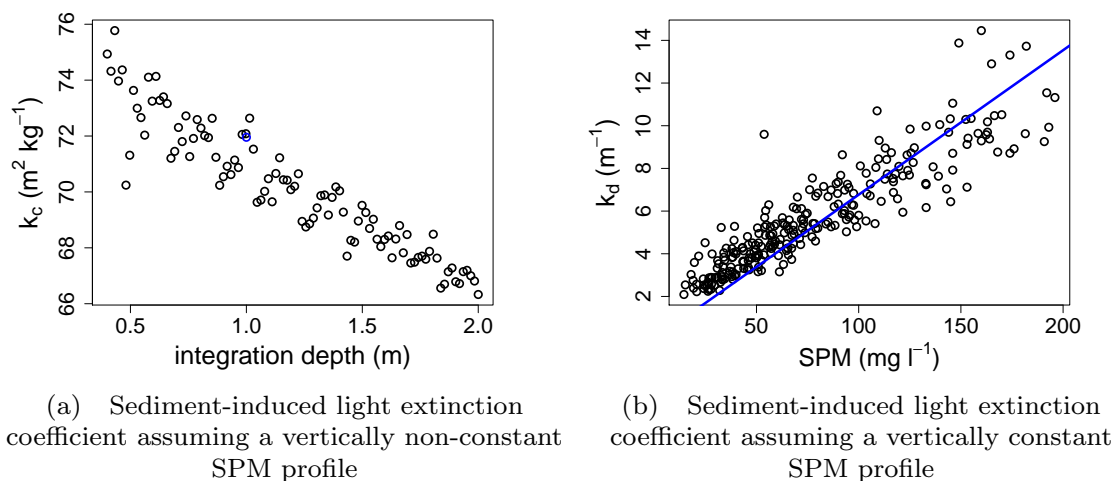 k_c (m² kg⁻¹)
76
74
72
70
68
66
0.5 1.0 1.5 2.0
integration depth (m)
(a) Sediment-induced light extinction
coefficient assuming a vertically non-constant
SPM profile
k_d (m⁻¹)
14
12
10
8
6
4
2
50 100 150 200
SPM (mg l⁻¹)
(b) Sediment-induced light extinction
coefficient assuming a vertically constant
SPM profile